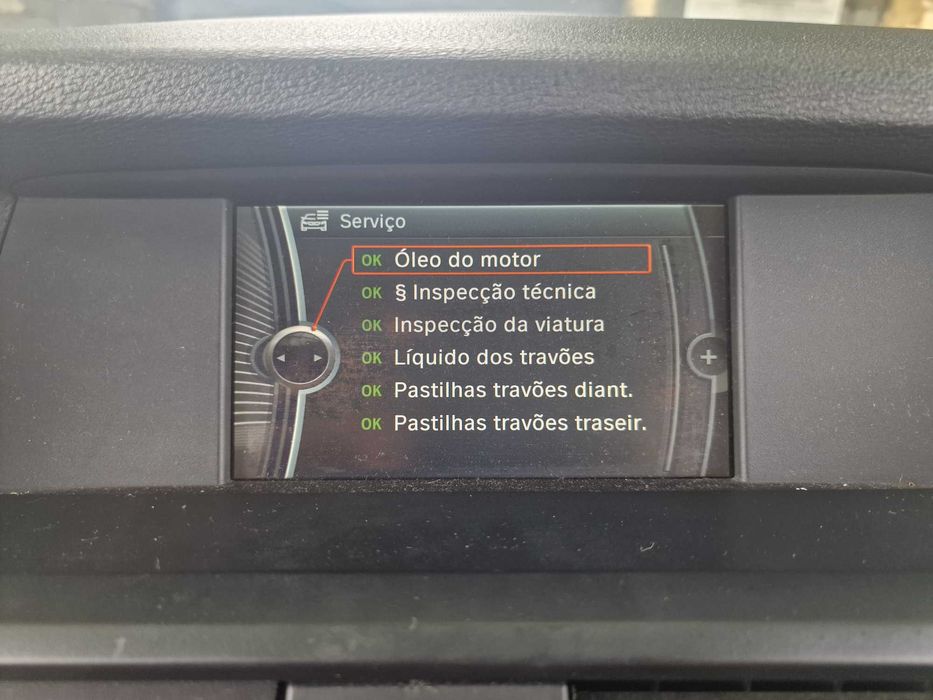 Serviço
OK Óleo do motor
OK § Inspecção técnica
OK Inspecção da viatura
OK Líquido dos travões
OK Pastilhas travões diant.
OK Pastilhas travões traseir.